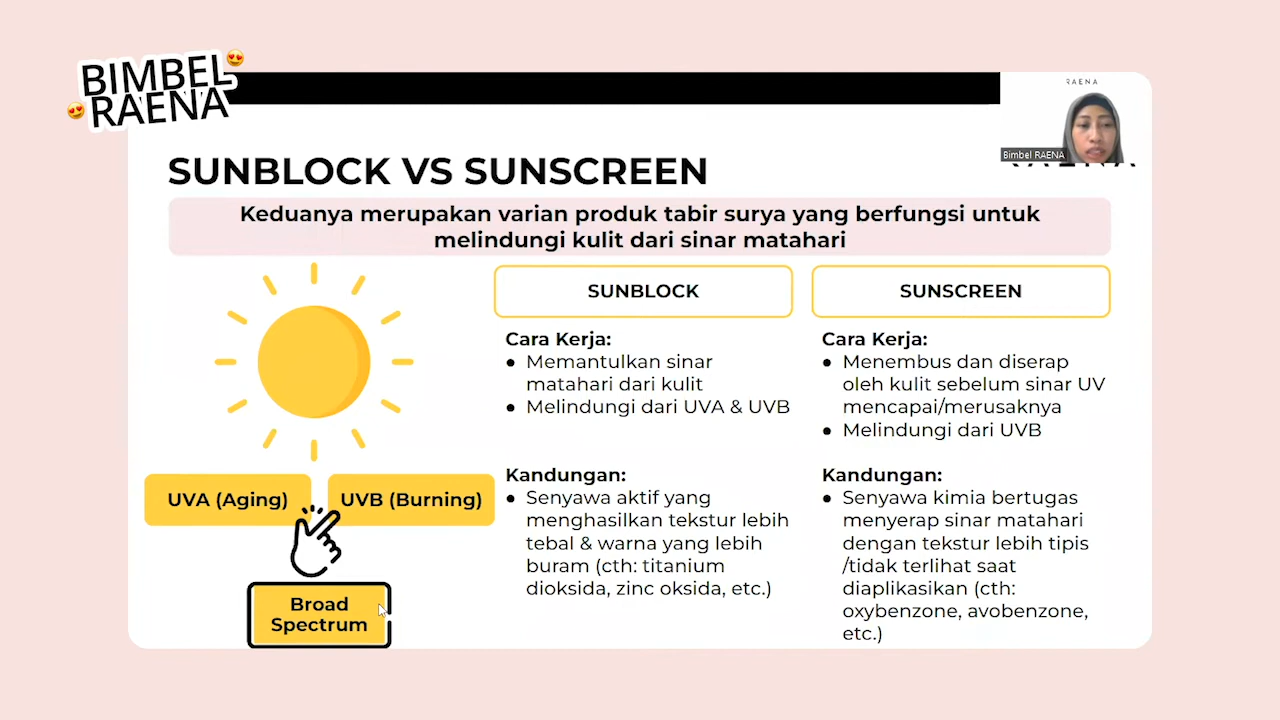 BIMBEL
RAENA
RAENA
Bimbel RAENA
SUNBLOCK VS SUNSCREEN
Keduanya merupakan varian produk tabir surya yang berfungsi untuk
melindungi kulit dari sinar matahari
UVA (Aging)
UVB (Burning)
Broad
Spectrum
SUNBLOCK
Cara Kerja:
● Memantulkan sinar
matahari dari kulit
● Melindungi dari UVA & UVB
Kandungan:
● Senyawa aktif yang
menghasilkan tekstur lebih
tebal & warna yang lebih
buram (cth: titanium
dioksida, zinc oksida, etc.)
SUNSCREEN
Cara Kerja:
● Menembus dan diserap
oleh kulit sebelum sinar UV
mencapai/merusaknya
● Melindungi dari UVB
Kandungan:
● Senyawa kimia bertugas
menyerap sinar matahari
dengan tekstur lebih tipis
/tidak terlihat saat
diaplikasikan (cth:
oxybenzone, avobenzone,
etc.)